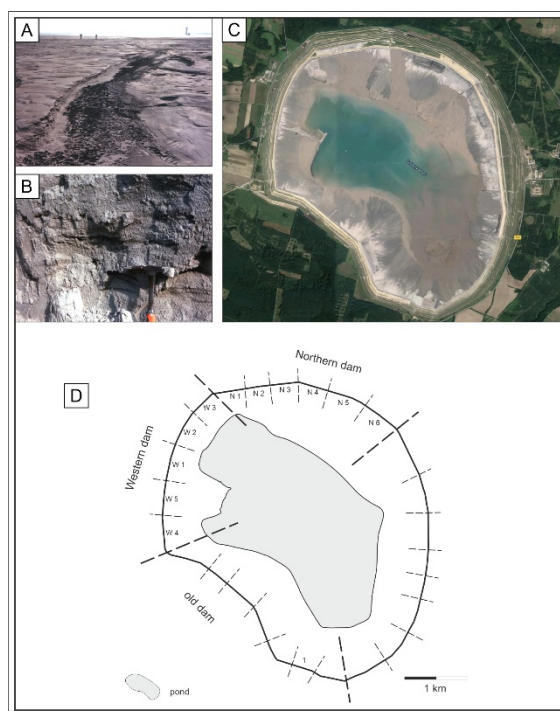 A
B
C
D
Northern dam
N 1
N 2
N 3
N 4
N 5
N 6
W 3
W 2
W 1
W 5
W 4
Western dam
old dam
1
pond
1 km